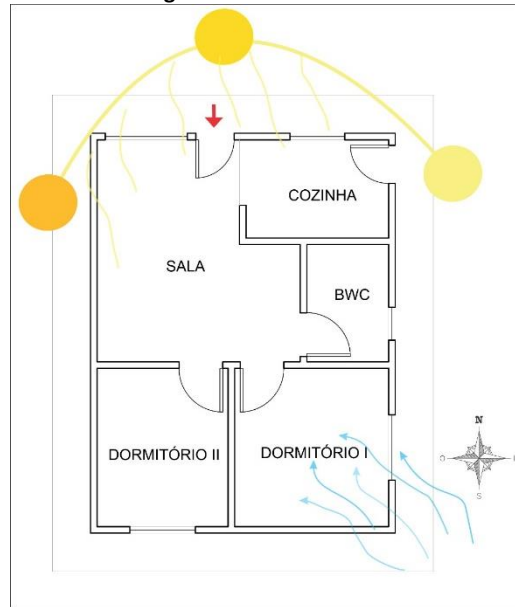 COZINHA
SALA
BWC
N
O
S
DORMITÓRIO II
DORMITÓRIO I